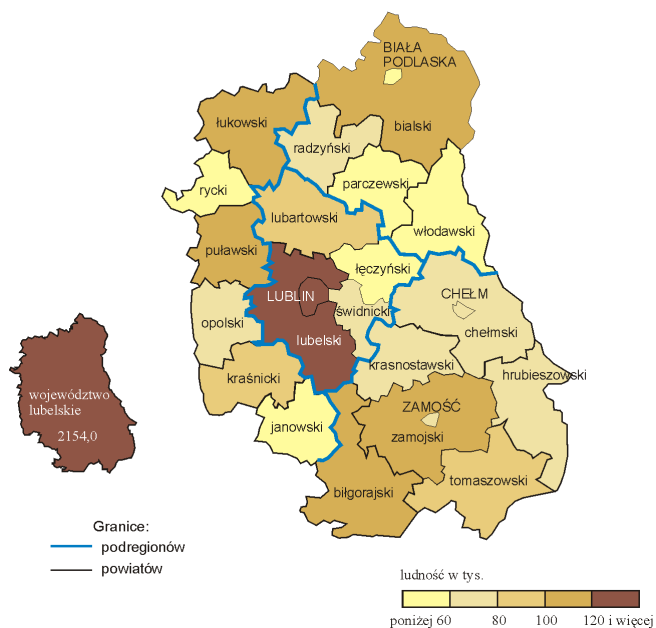 BIAŁA
PODLASKA
łukowski
bialski
radzyński
rycki
parczewski
lubartowski
włodawski
puławski
łęczyński
LUBLIN
CHEŁM
świdnicki
opolski
chełmski
lubelski
krasnostawski
hrubieszowski
kraśnicki
województwo
lubelskie
2154,0
ZAMOŚĆ
janowski
zamojski
tomaszowski
biłgorajski
Granice:
podregionów
powiatów
ludność w tys.
poniżej 60 80 100 120 i więcej